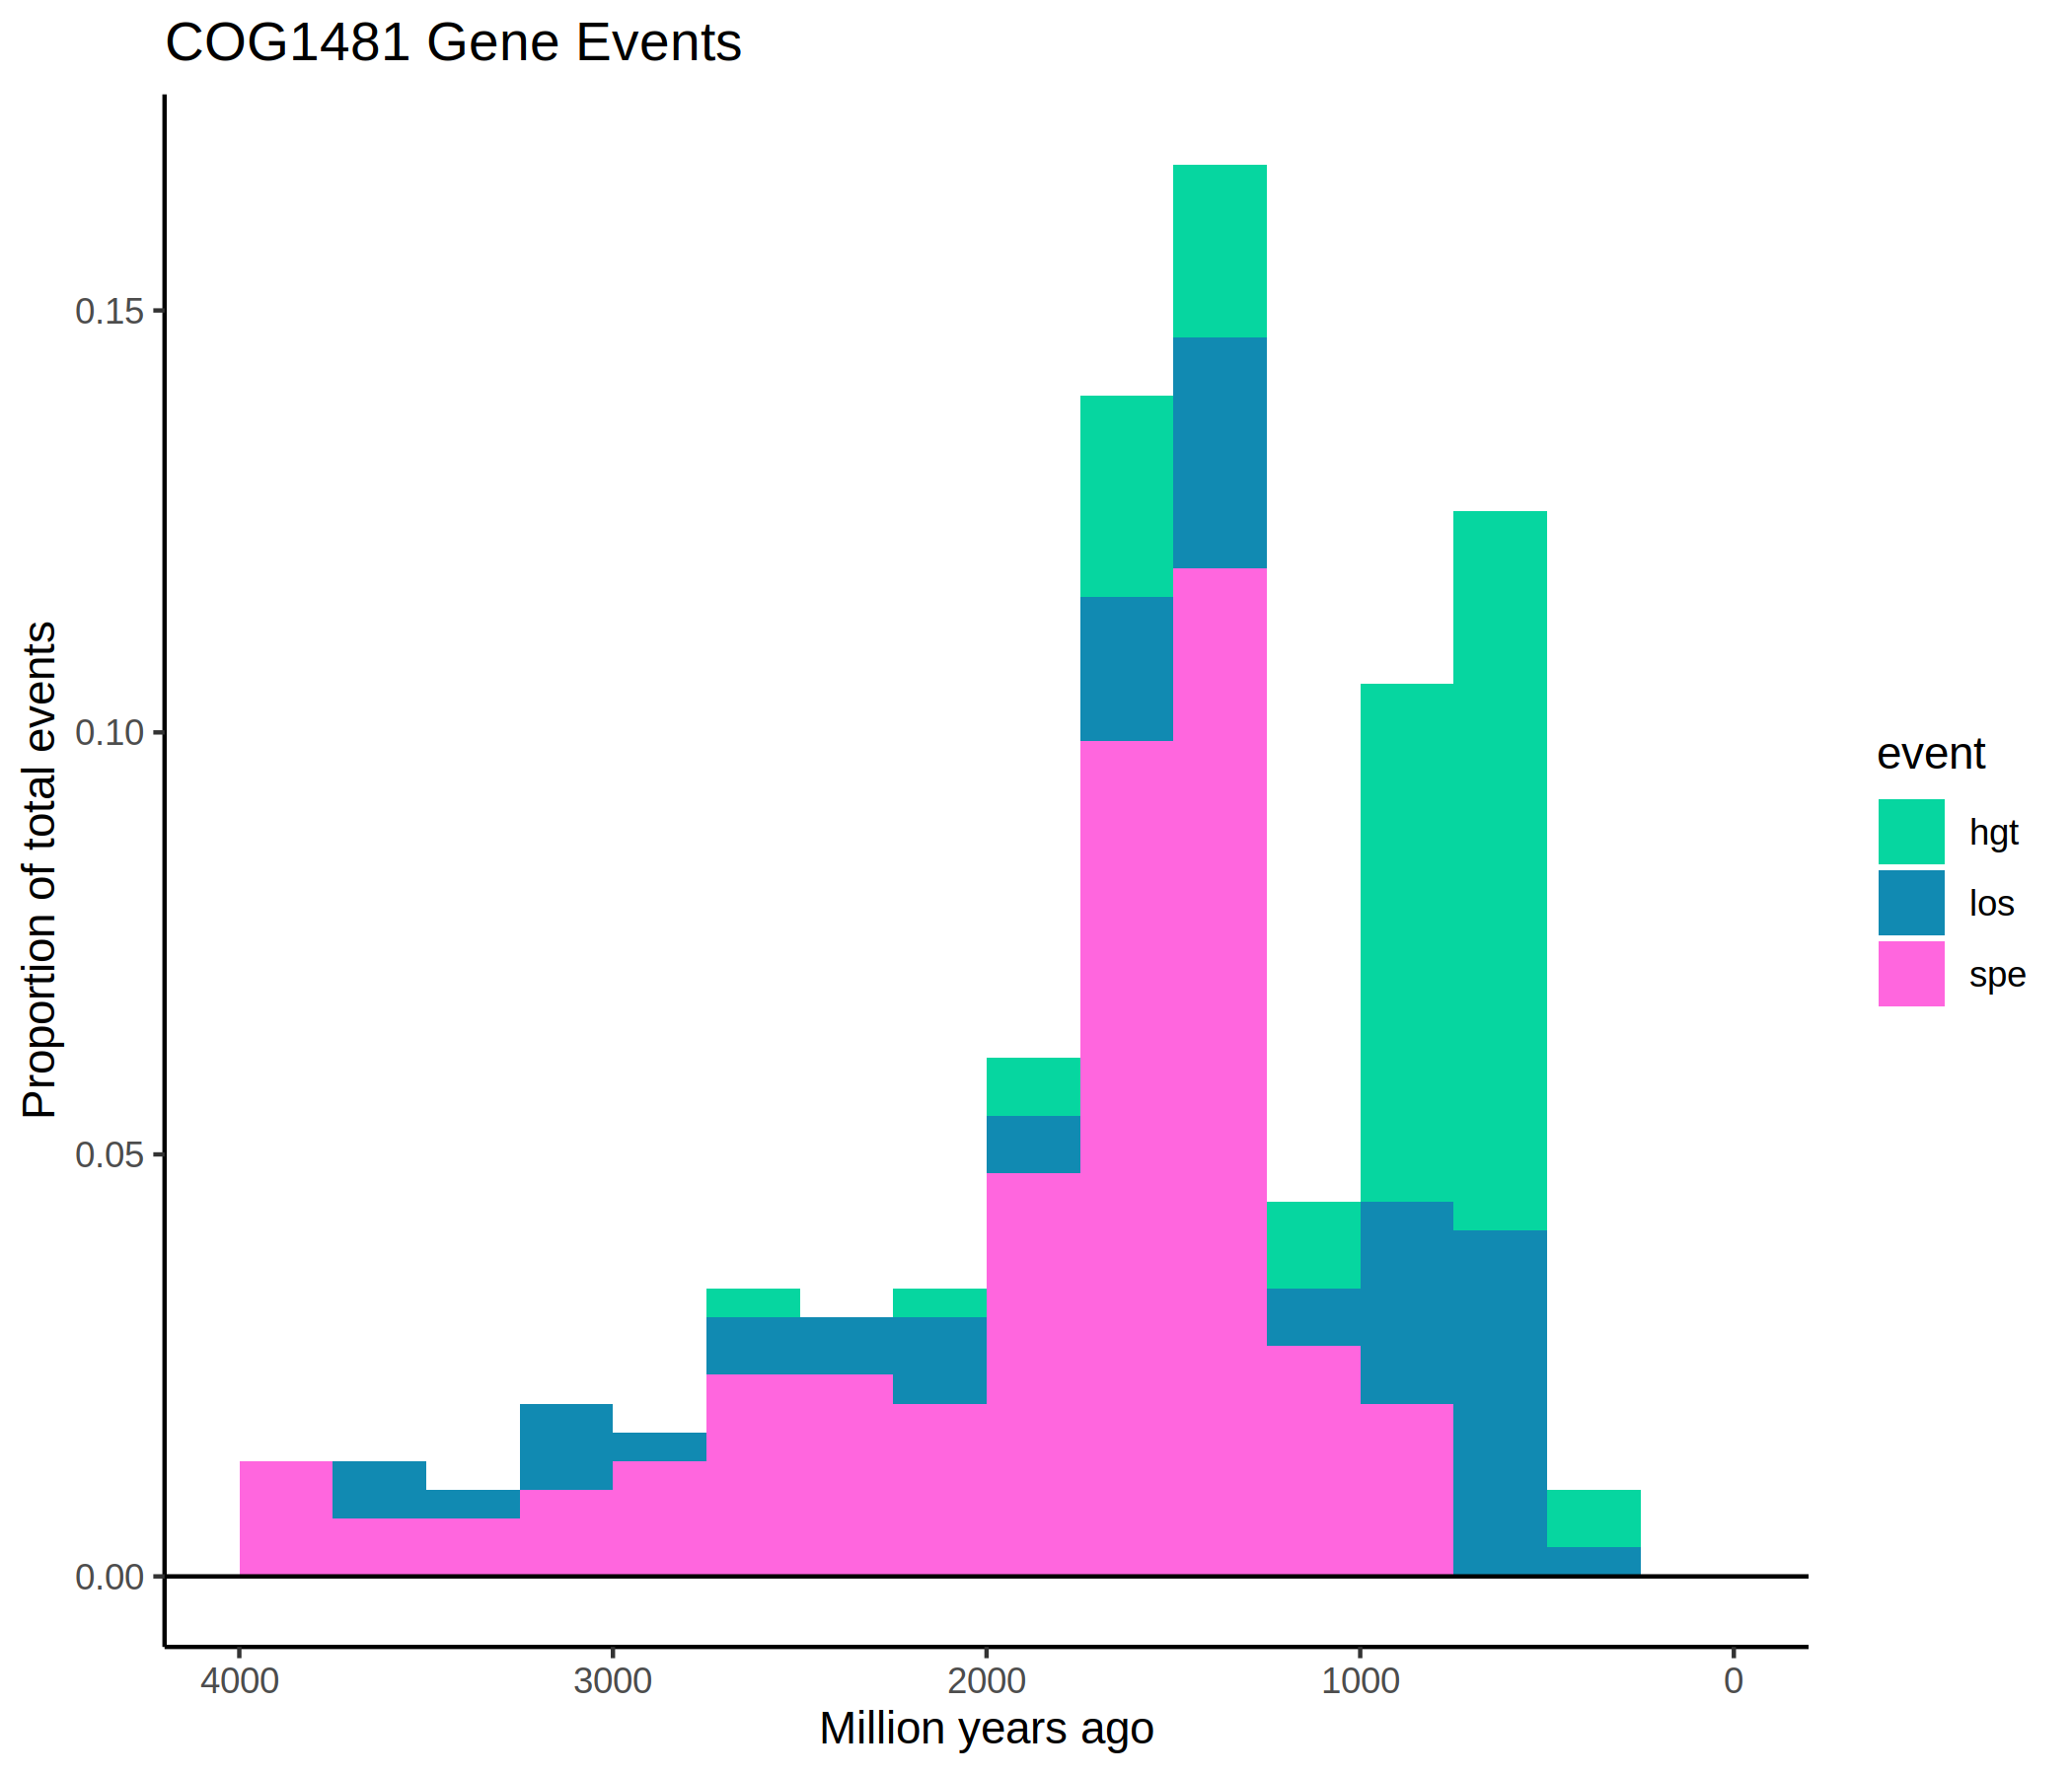 COG1481 Gene Events
Proportion of total events
0.15
0.10
0.05
0.00
4000 3000 2000 1000 0
Million years ago
event
hgt
los
spe